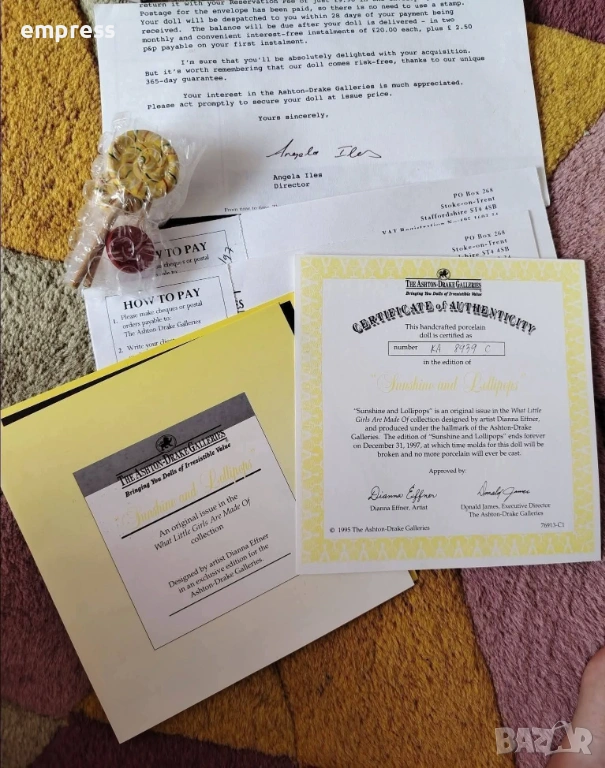 empress
return it with your Reservation Fee of just
Postage for the envelope has been paid, so there is no need to use a stamp.
Your doll will be despatched to you within 28 days of your payment being
received. The balance will be due after your doll is delivered - in two
monthly and convenient interest-free instalments of £20.00 each, plus £ 2.50
p&p payable on your first instalment.
I'm sure that you'll be absolutely delighted with your acquisition.
But it's worth remembering that our doll comes risk-free, thanks to our unique
365-day guarantee.
Your interest in the Ashton-Drake Galleries is much appreciated.
Please act promptly to secure your doll at issue price.
Yours sincerely,
Angela Iles
Angela Iles
Director
PO Box 268
Stoke-on-Trent
Staffordshire ST4 4SB
VAT Registration No
PO Box 268
Stoke-on-Trent
Staffordshire ST4 4SB
HOW TO PAY
cheques or postal
payable to:
HOW TO PAY
1. Please make cheques or postal
orders payable to:
The Ashton-Drake Galleries
2. Write your
THE ASHTON-DRAKE GALLERIES
Bringing You Dolls of Irresistible Value
CERTIFICATE of AUTHENTICITY
This handcrafted porcelain
doll is certified as
number KA 8939 C
in the edition of
"Sunshine and Lollipops"
"Sunshine and Lollipops" is an original issue in the What Little
Girls Are Made Of collection designed by artist Dianna Effner,
and produced under the hallmark of the Ashton-Drake
Galleries. The edition of "Sunshine and Lollipops" ends forever
on December 31, 1997, at which time molds for this doll will be
broken and no more porcelain will ever be cast.
Approved by:
Dianna Effner
Donald James
Dianna Effner, Artist
Donald James, Executive Director
The Ashton-Drake Galleries
© 1995 The Ashton-Drake Galleries
76913-C1
THE ASHTON-DRAKE GALLERIES
Bringing You Dolls of Irresistible Value
"Sunshine and Lollipops"
An original issue in the
What Little Girls Are Made Of
collection
Designed by artist Dianna Effner
in an exclusive edition for the
Ashton-Drake Galleries.
empress
BAZAR